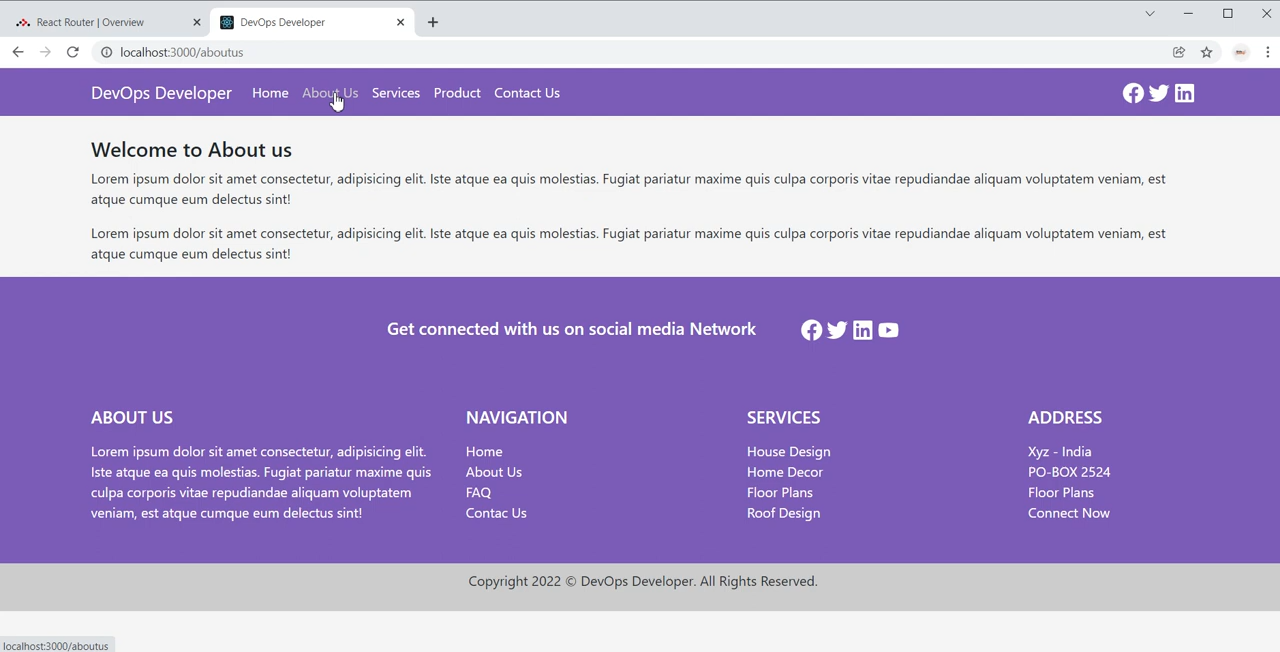 React Router | Overview
DevOps Developer
localhost:3000/aboutus
DevOps Developer Home About Us Services Product Contact Us
Welcome to About us
Lorem ipsum dolor sit amet consectetur, adipisicing elit. Iste atque ea quis molestias. Fugiat pariatur maxime quis culpa corporis vitae repudiandae aliquam voluptatem veniam, est
atque cumque eum delectus sint!
Lorem ipsum dolor sit amet consectetur, adipisicing elit. Iste atque ea quis molestias. Fugiat pariatur maxime quis culpa corporis vitae repudiandae aliquam voluptatem veniam, est
atque cumque eum delectus sint!
Get connected with us on social media Network
ABOUT US
Lorem ipsum dolor sit amet consectetur, adipisicing elit.
Iste atque ea quis molestias. Fugiat pariatur maxime quis
culpa corporis vitae repudiandae aliquam voluptatem
veniam, est atque cumque eum delectus sint!
NAVIGATION
Home
About Us
FAQ
Contac Us
SERVICES
House Design
Home Decor
Floor Plans
Roof Design
ADDRESS
Xyz - India
PO-BOX 2524
Floor Plans
Connect Now
Copyright 2022 © DevOps Developer. All Rights Reserved.
localhost:3000/aboutus